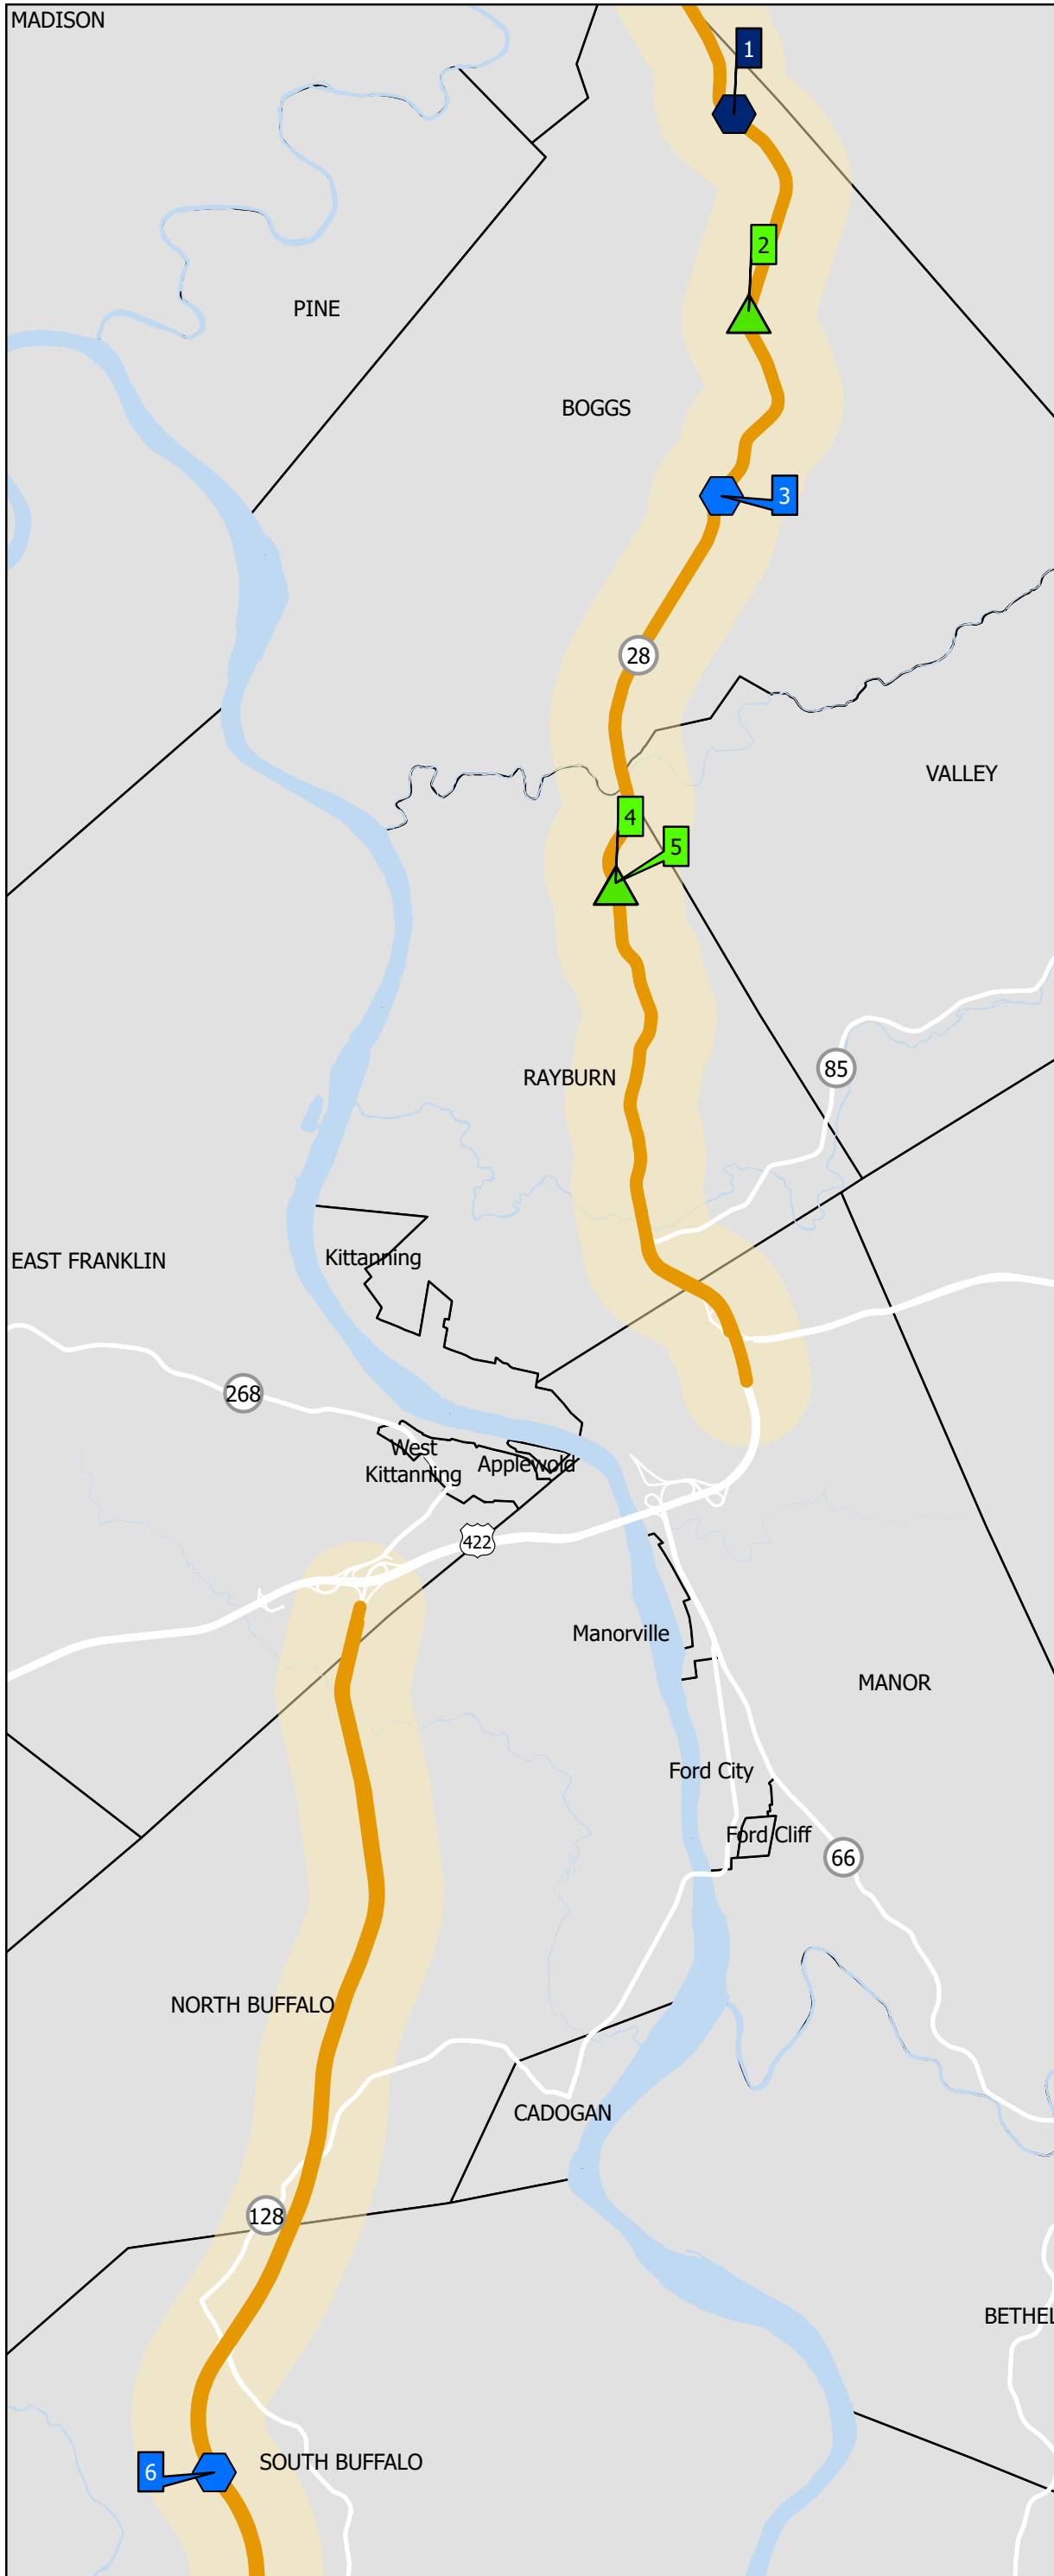 MADISON
1
2
PINE
BOGGS
3
28
VALLEY
4
5
85
RAYBURN
Kittanning
EAST FRANKLIN
268
West
Kittanning
Applewold
422
Manorville
MANOR
Ford City
Ford Cliff
66
NORTH BUFFALO
CADOGAN
128
BETHEL
SOUTH BUFFALO
6